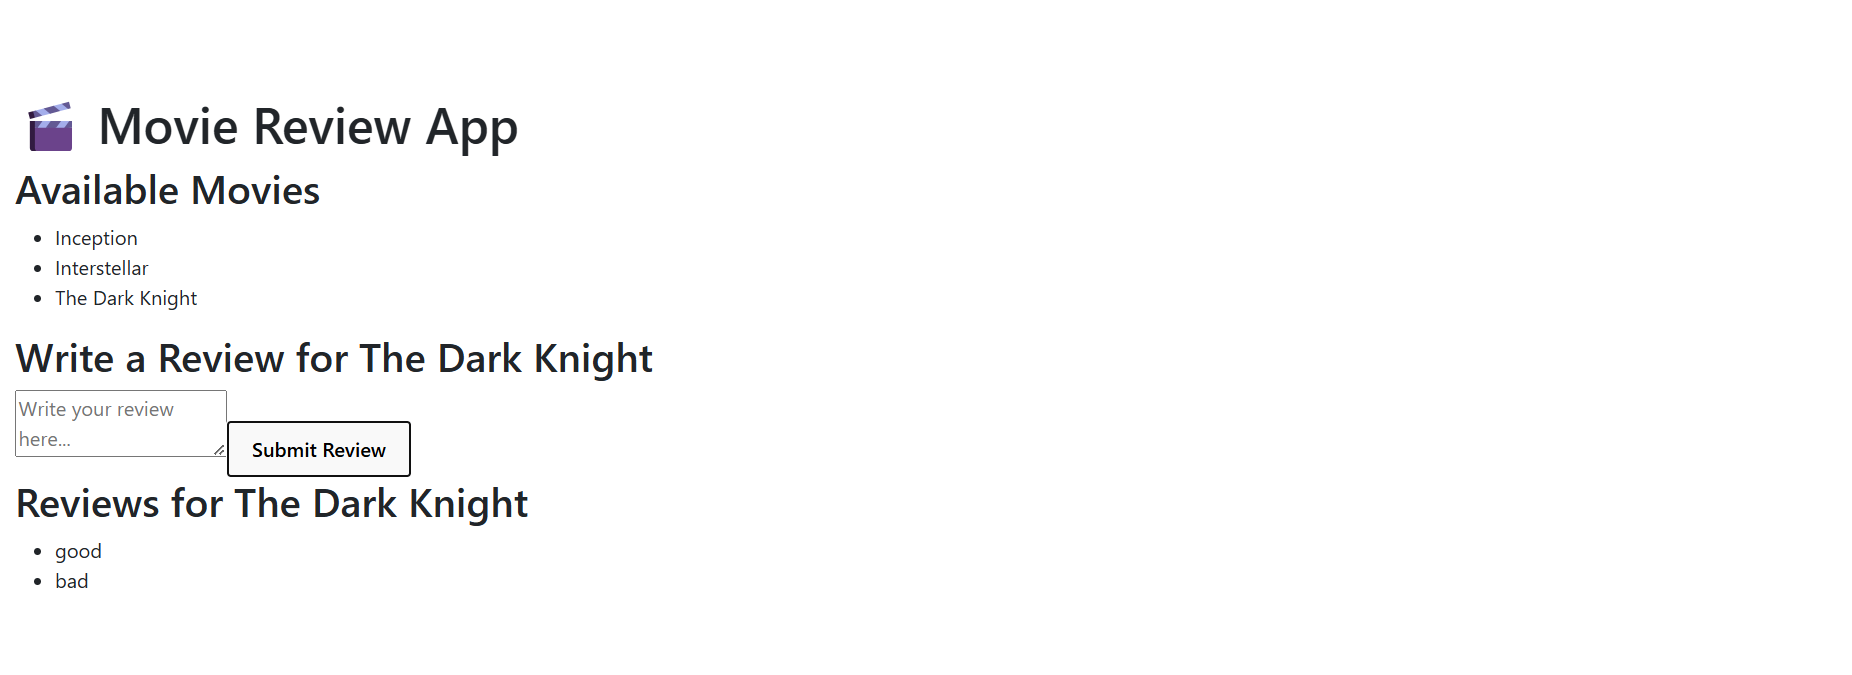 Movie Review App
Available Movies
Inception
Interstellar
The Dark Knight
Write a Review for The Dark Knight
Write your review
here...
Submit Review
Reviews for The Dark Knight
good
bad